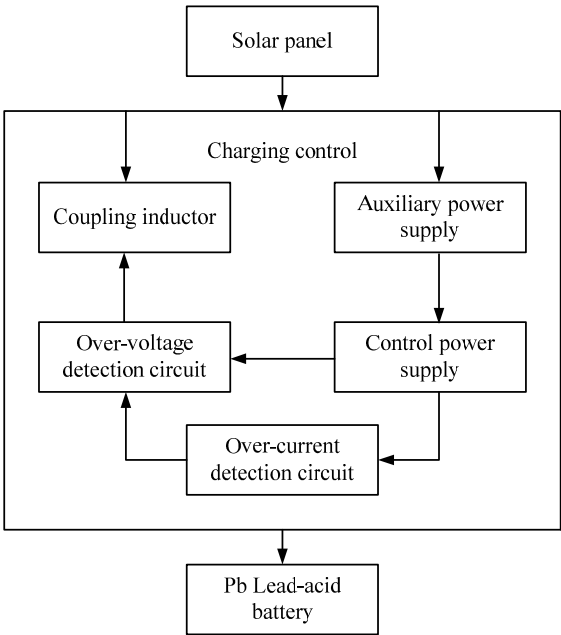 Solar panel
Charging control
Coupling inductor
Auxiliary power
supply
Over-voltage
detection circuit
Control power
supply
Over-current
detection circuit
Pb Lead-acid
battery